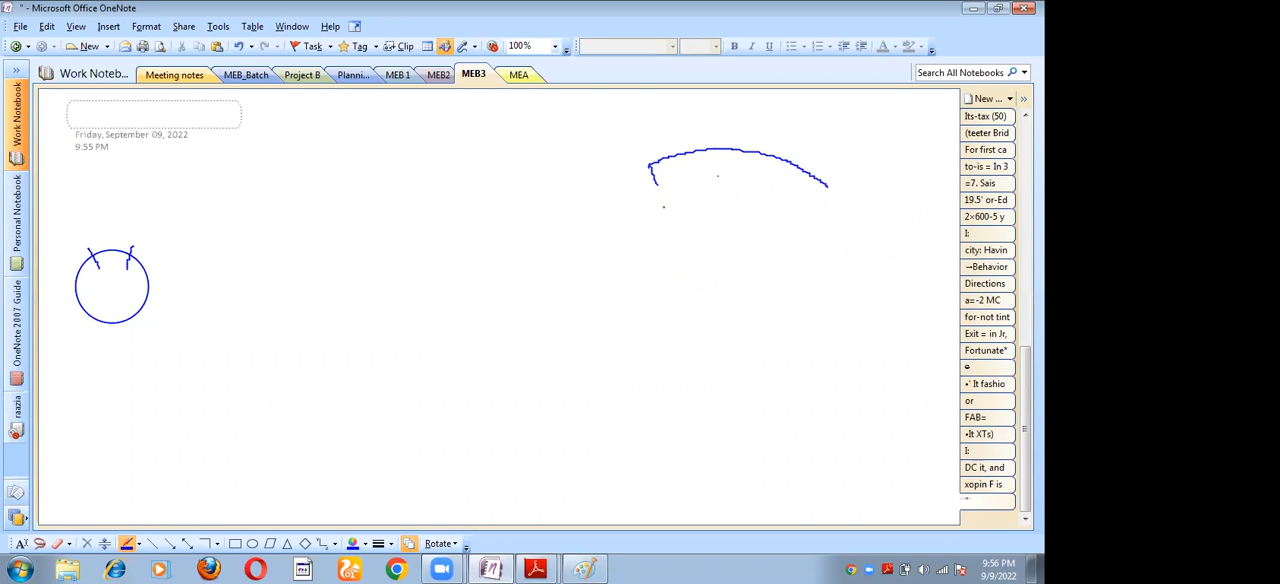 " - Microsoft Office OneNote
File Edit View Insert Format Share Tools Table Window Help
New Task Tag Clip 100% B I U A
Work Noteb... Meeting notes MEB_Batch Project B Planni... MEB 1 MEB2 MEB3 MEA Search All Notebooks
Work Notebook
Personal Notebook
OneNote 2007 Guide
raazia
Friday, September 09, 2022
9:55 PM
New ...
Its-tax (50)
(teeter Brid
For first ca
to-is = In 3
=7. Sais
19.5' or-Ed
2×600-5 y
I:
city: Havin
→Behavior
Directions
a=-2 MC
for-not tint
Exit = in Jr,
Fortunate*
•' It fashio
or
FAB=
•It XTs)
I:
DC it, and
xopin F is
Rotate
9:56 PM
9/9/2022